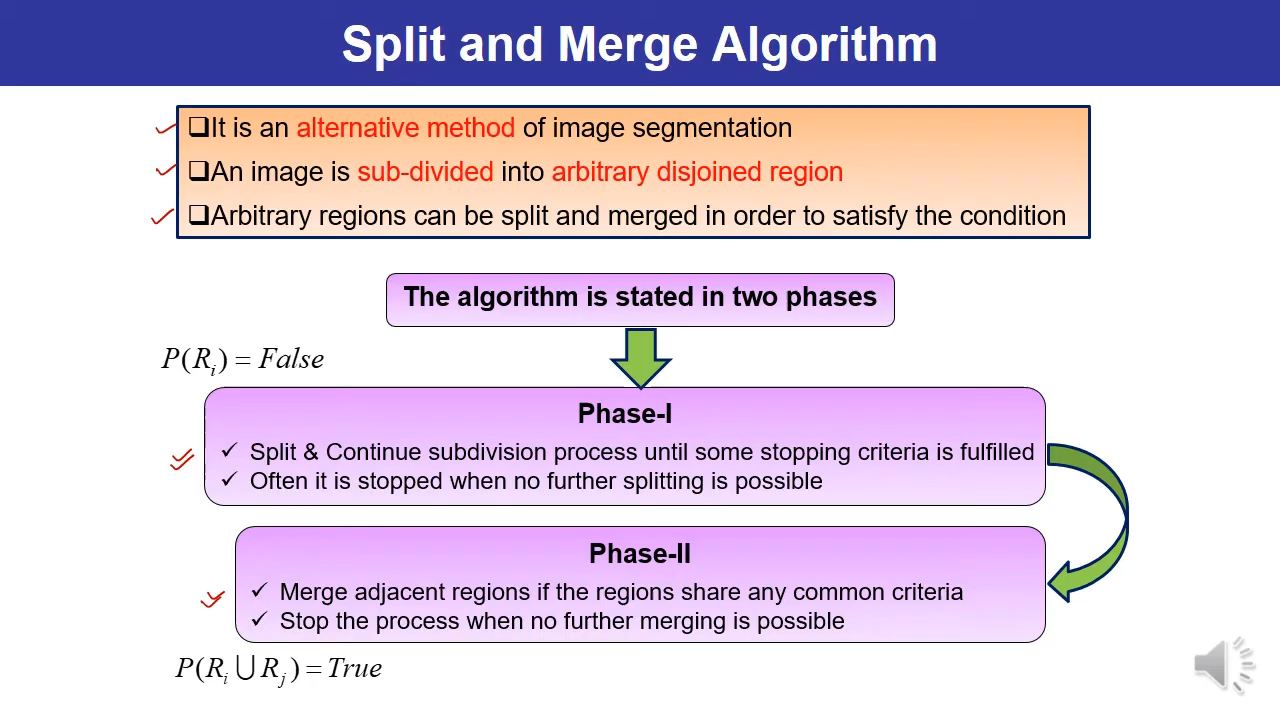 Split and Merge Algorithm
❑It is an alternative method of image segmentation
❑An image is sub-divided into arbitrary disjoined region
❑Arbitrary regions can be split and merged in order to satisfy the condition
The algorithm is stated in two phases
P(Rᵢ) = False
Phase-I
✓ Split & Continue subdivision process until some stopping criteria is fulfilled
✓ Often it is stopped when no further splitting is possible
Phase-II
✓ Merge adjacent regions if the regions share any common criteria
✓ Stop the process when no further merging is possible
P(Rᵢ ⋃ Rⱼ) = True